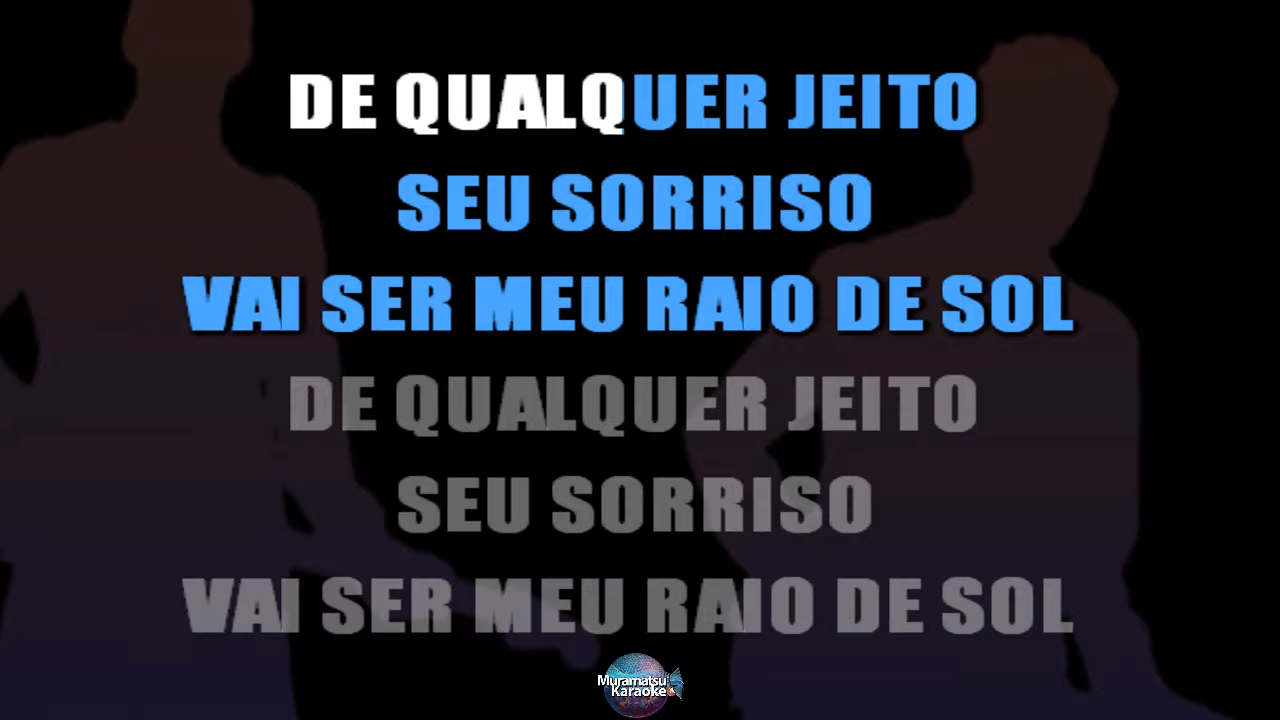 DE QUALQUER JEITO
SEU SORRISO
VAI SER MEU RAIO DE SOL
DE QUALQUER JEITO
SEU SORRISO
VAI SER MEU RAIO DE SOL
Muramatsu
Karaoke